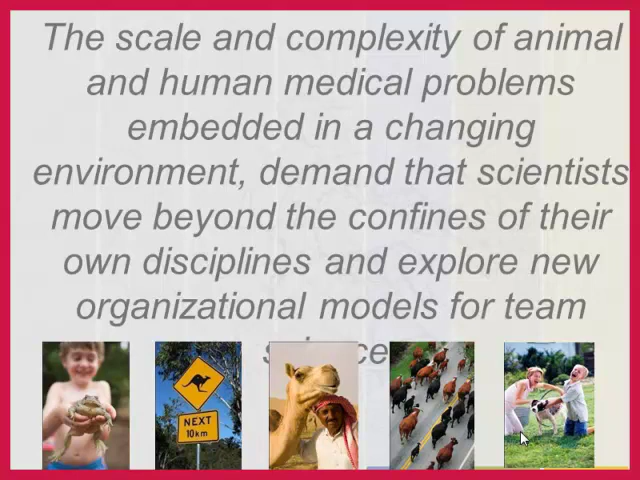 The scale and complexity of animal
and human medical problems
embedded in a changing
environment, demand that scientists
move beyond the confines of their
own disciplines and explore new
organizational models for team
NEXT
10km